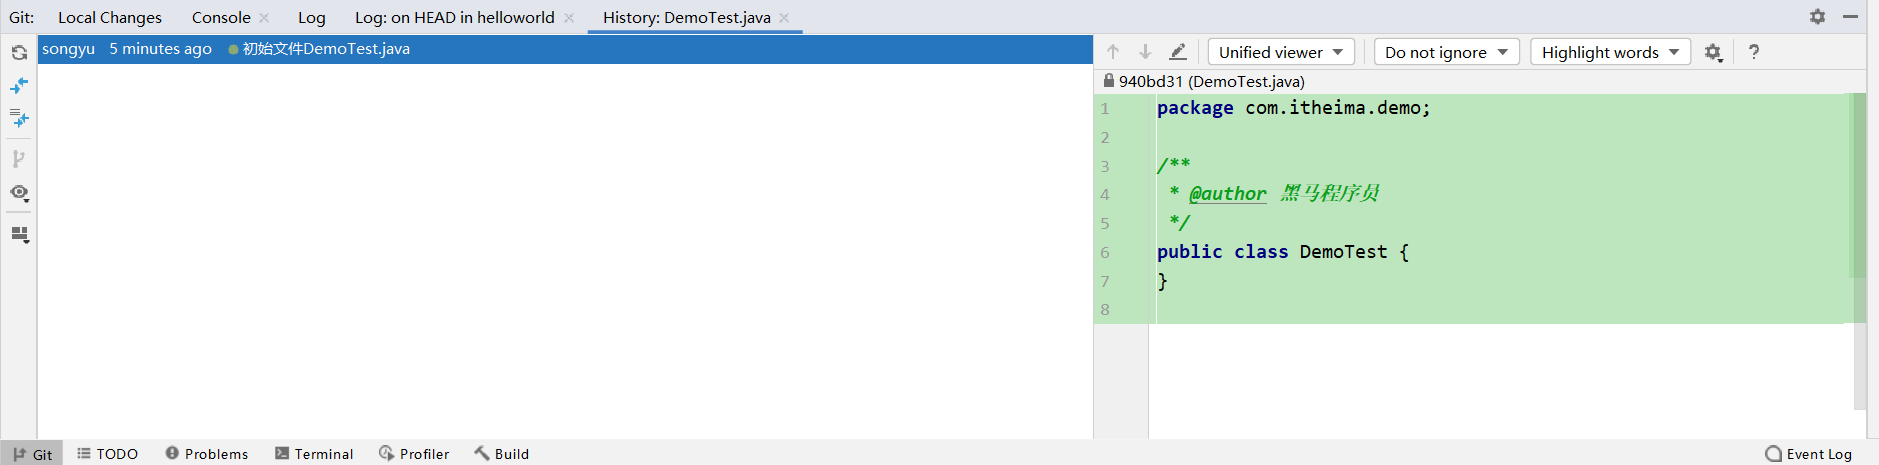 Git: Local Changes Console Log Log: on HEAD in helloworld History: DemoTest.java
songyu 5 minutes ago 初始文件DemoTest.java
Unified viewer Do not ignore Highlight words ?
940bd31 (DemoTest.java)
1 package com.itheima.demo;
2
3 /**
4 * @author 黑马程序员
5 */
6 public class DemoTest {
7 }
8
Git TODO Problems Terminal Profiler Build Event Log